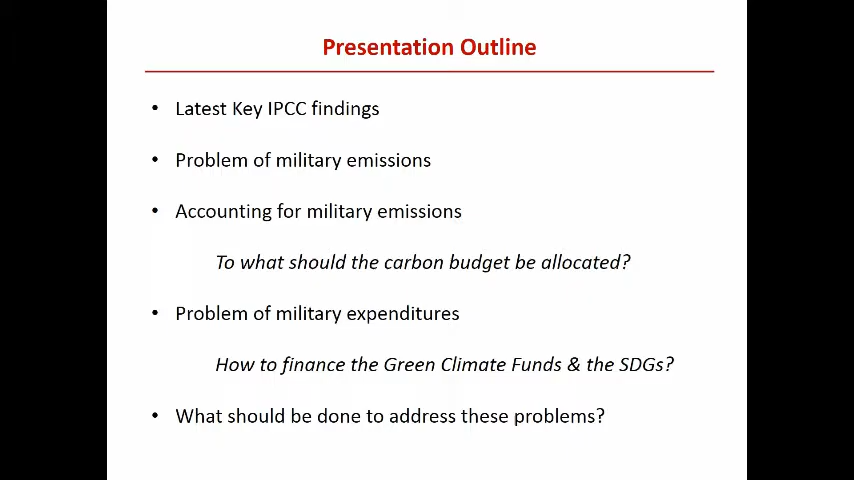 Presentation Outline
• Latest Key IPCC findings
• Problem of military emissions
• Accounting for military emissions
To what should the carbon budget be allocated?
• Problem of military expenditures
How to finance the Green Climate Funds & the SDGs?
• What should be done to address these problems?